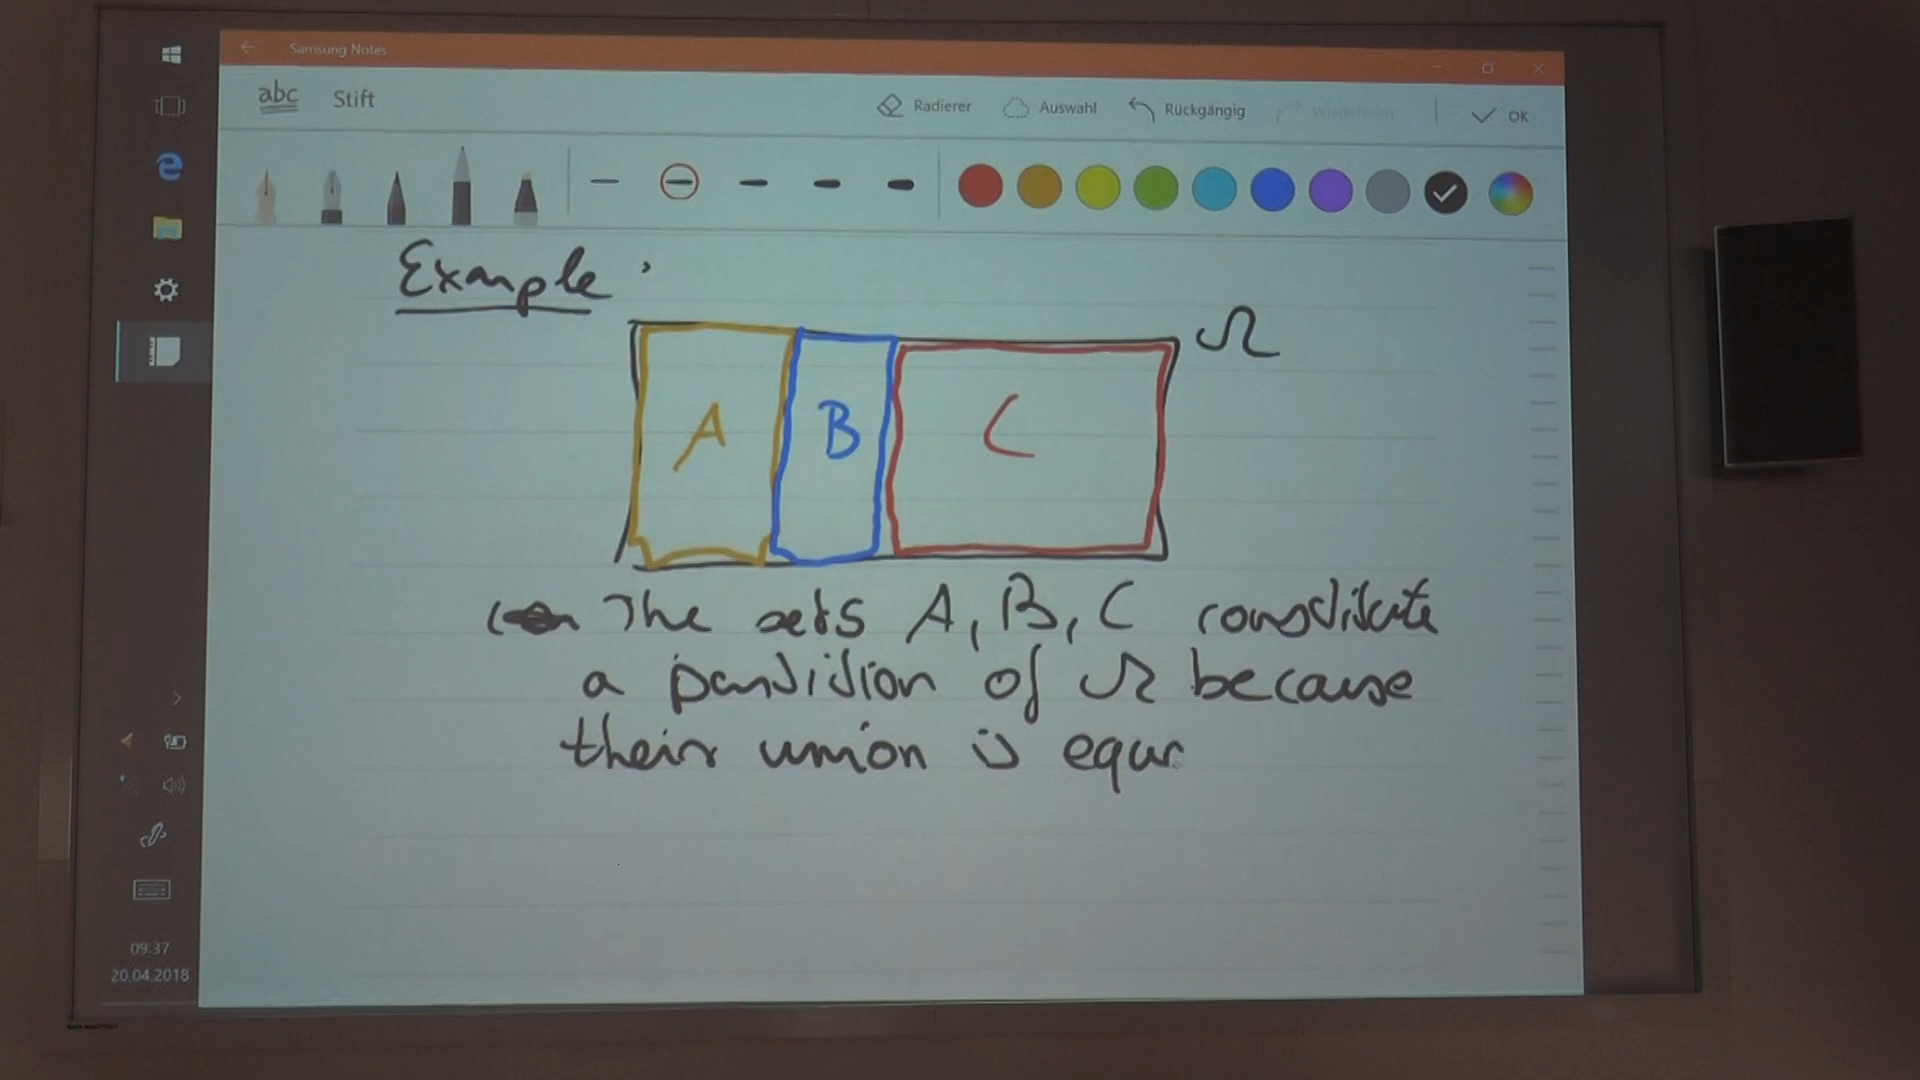 Samsung Notes
abc Stift Radierer Auswahl Rückgängig Wiederholen OK
Example :
Ω
A B C
The sets A, B, C constitute
a partition of Ω because
their union is equa
09:37
20.04.2018